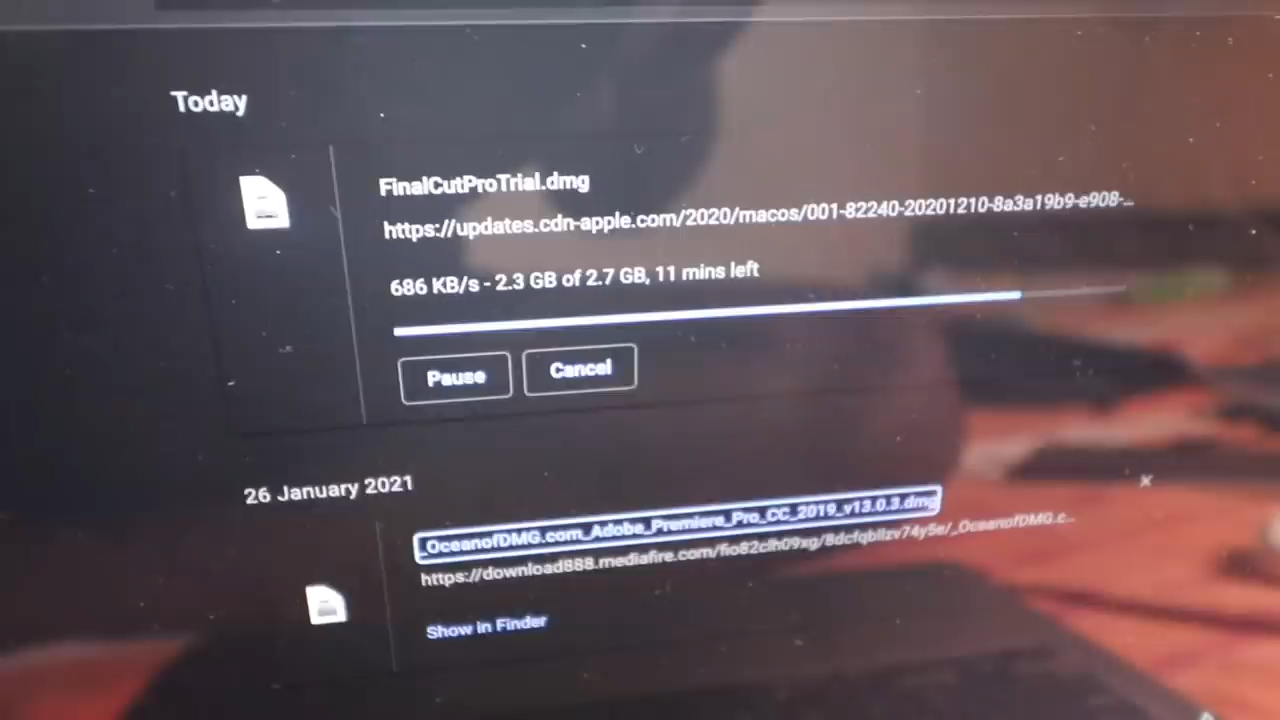 Today
FinalCutProTrial.dmg
https://updates.cdn-apple.com/2020/macos/001-82240-20201210-8a3a19b9-e908-...
686 KB/s - 2.3 GB of 2.7 GB, 11 mins left
Pause
Cancel
26 January 2021
_OceanofDMG.com_Adobe_Premiere_Pro_CC_2019_v13.0.3.dmg
Show in Finder